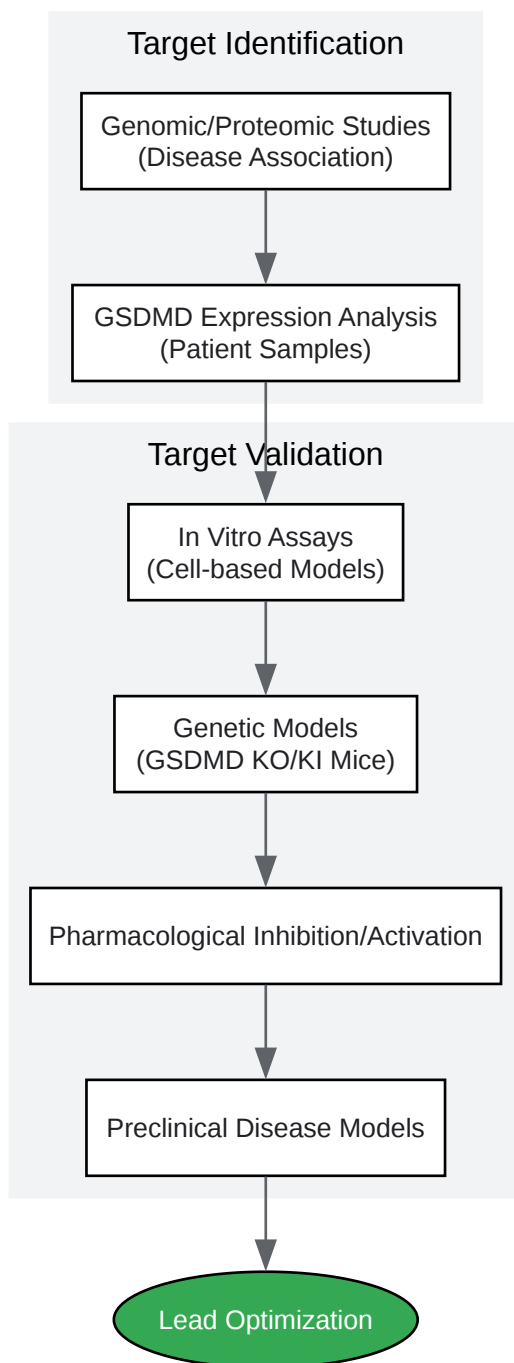 Target Identification
Genomic/Proteomic Studies
(Disease Association)
GSDMD Expression Analysis
(Patient Samples)
Target Validation
In Vitro Assays
(Cell-based Models)
Genetic Models
(GSDMD KO/KI Mice)
Pharmacological Inhibition/Activation
Preclinical Disease Models
Lead Optimization